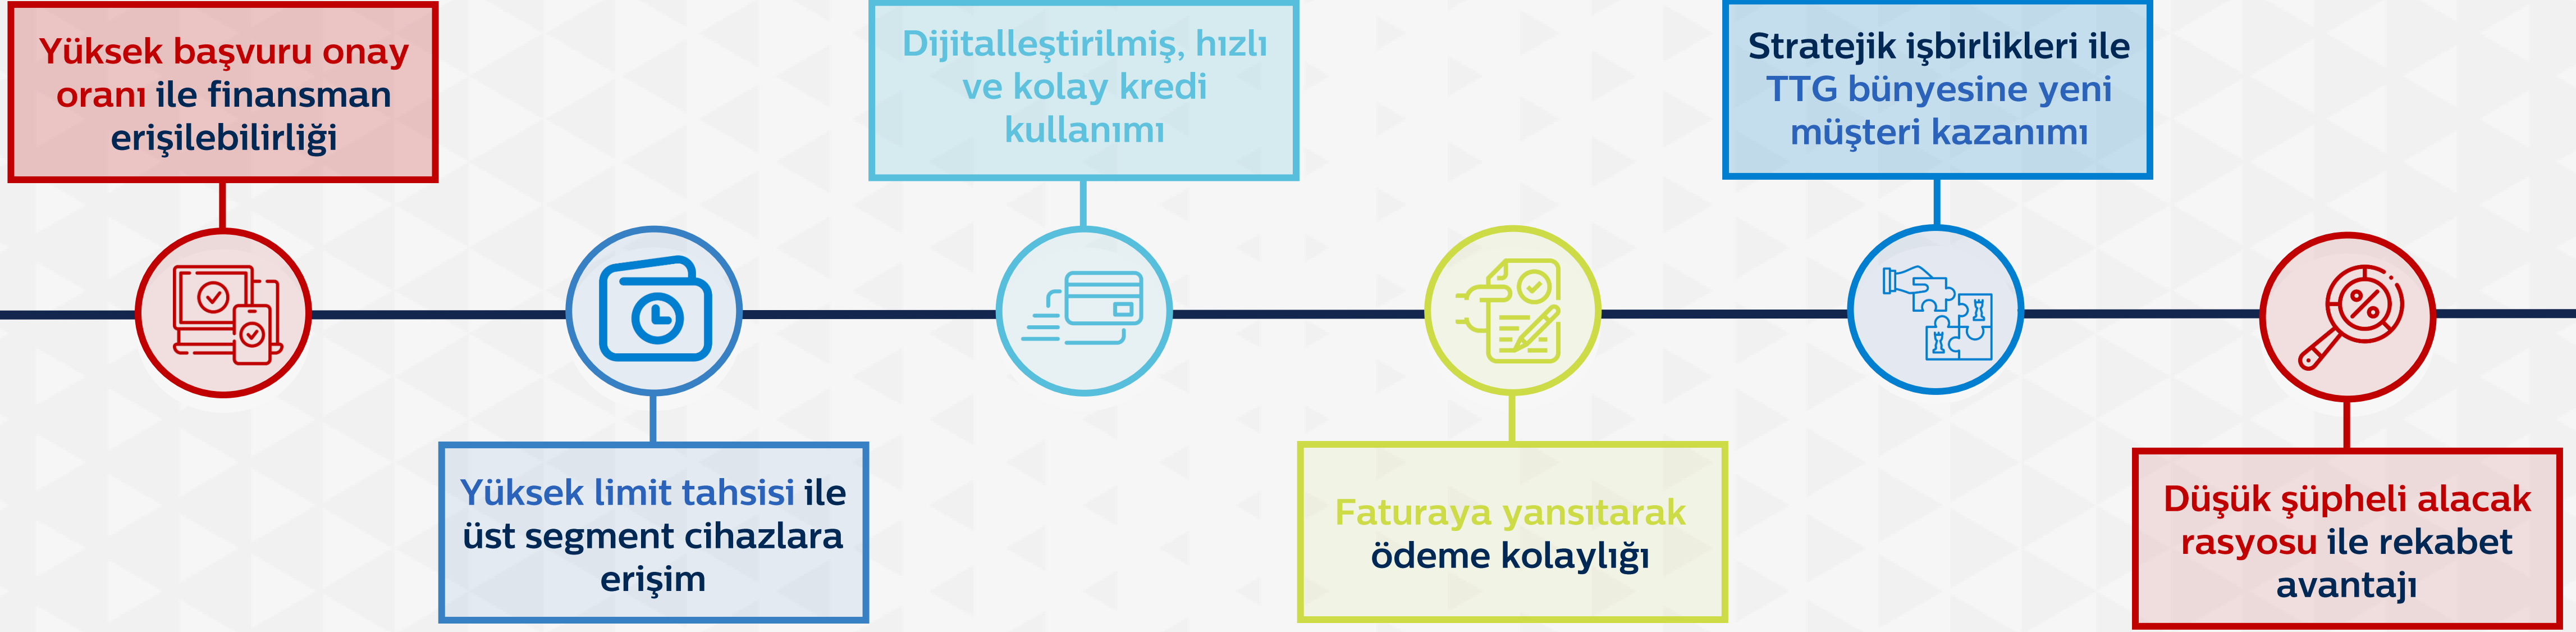 Yüksek başvuru onay
oranı ile finansman
erişilebilirliği
Yüksek limit tahsisi ile
üst segment cihazlara
erişim
Dijitalleştirilmiş, hızlı
ve kolay kredi
kullanımı
Faturaya yansıtarak
ödeme kolaylığı
Stratejik işbirlikleri ile
TTG bünyesine yeni
müşteri kazanımı
Düşük şüpheli alacak
rasyosu ile rekabet
avantajı